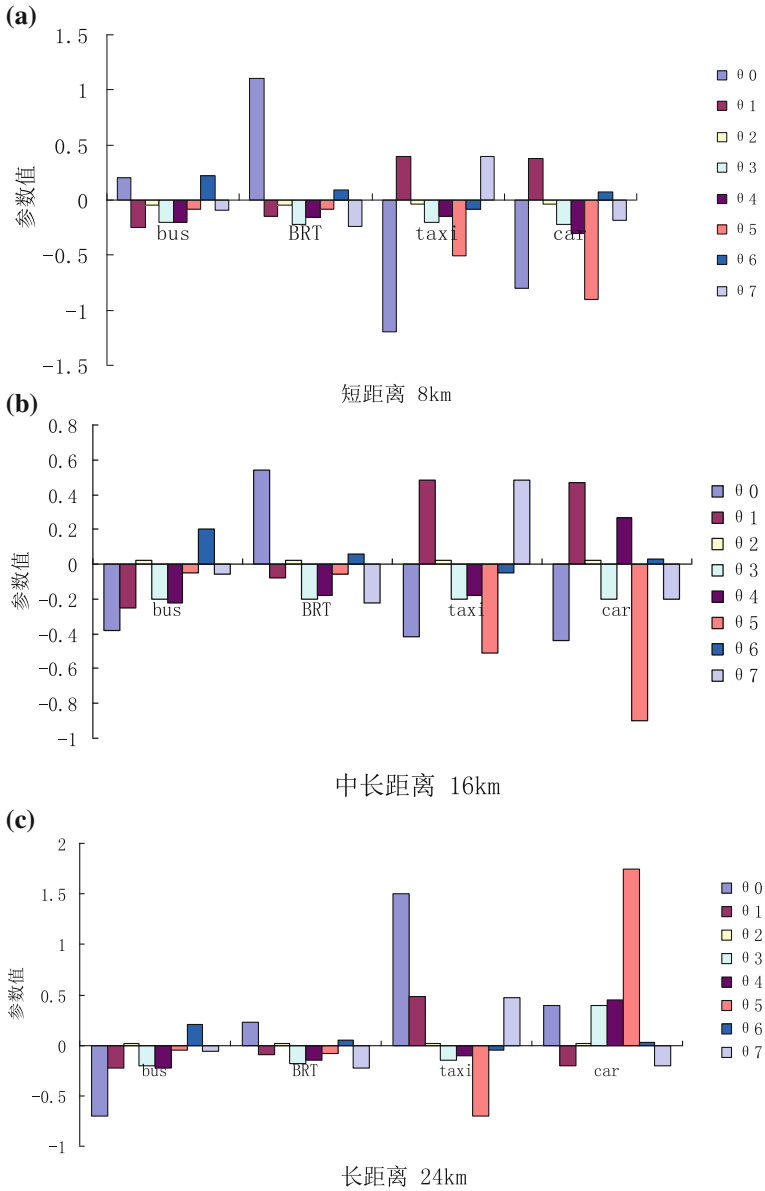 (a)
1.5
1
0.5
0
-0.5
-1
-1.5
参数值
bus BRT taxi car
θ0
θ1
θ2
θ3
θ4
θ5
θ6
θ7
短距离 8km
(b)
0.8
0.6
0.4
0.2
0
-0.2
-0.4
-0.6
-0.8
-1
参数值
bus BRT taxi car
θ0
θ1
θ2
θ3
θ4
θ5
θ6
θ7
中长距离 16km
(c)
2
1.5
1
0.5
0
-0.5
-1
参数值
bus BRT taxi car
θ0
θ1
θ2
θ3
θ4
θ5
θ6
θ7
长距离 24km